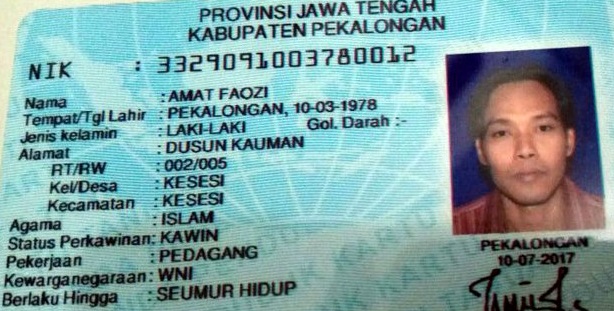 PROVINSI JAWA TENGAH
KABUPATEN PEKALONGAN
NIK : 3329091003780012
Nama : AMAT FAOZI
Tempat/Tgl Lahir : PEKALONGAN, 10-03-1978
Jenis kelamin : LAKI-LAKI Gol. Darah :-
Alamat : DUSUN KAUMAN
RT/RW : 002/005
Kel/Desa : KESESI
Kecamatan : KESESI
Agama : ISLAM
Status Perkawinan: KAWIN
Pekerjaan : PEDAGANG
Kewarganegaraan: WNI
Berlaku Hingga : SEUMUR HIDUP
PEKALONGAN
10-07-2017